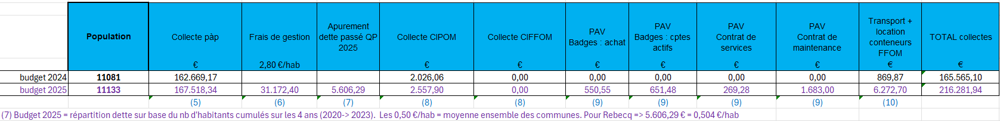 Population Collecte pàp Frais de gestion Apurement dette passé QP 2025 Collecte CIPOM Collecte CIFFOM PAV Badges : achat PAV Badges : cptes actifs PAV Contrat de services PAV Contrat de maintenance Transport + location conteneurs FFOM TOTAL collectes
€ 2,80 €/hab € € € € € € € €
budget 2024 11081 162.669,17 2.026,06 0,00 0,00 0,00 0,00 0,00 869,87 165.565,10
budget 2025 11133 167.518,34 31.172,40 5.606,29 2.557,90 0,00 550,55 651,48 269,28 1.683,00 6.272,70 216.281,94
(5) (6) (7) (8) (8) (9) (9) (9) (9) (10)
(7) Budget 2025 = répartition dette sur base du nb d'habitants cumulés sur les 4 ans (2020-> 2023). Les 0,50 €/hab = moyenne ensemble des communes. Pour Rebecq => 5.606,29 € = 0,504 €/hab